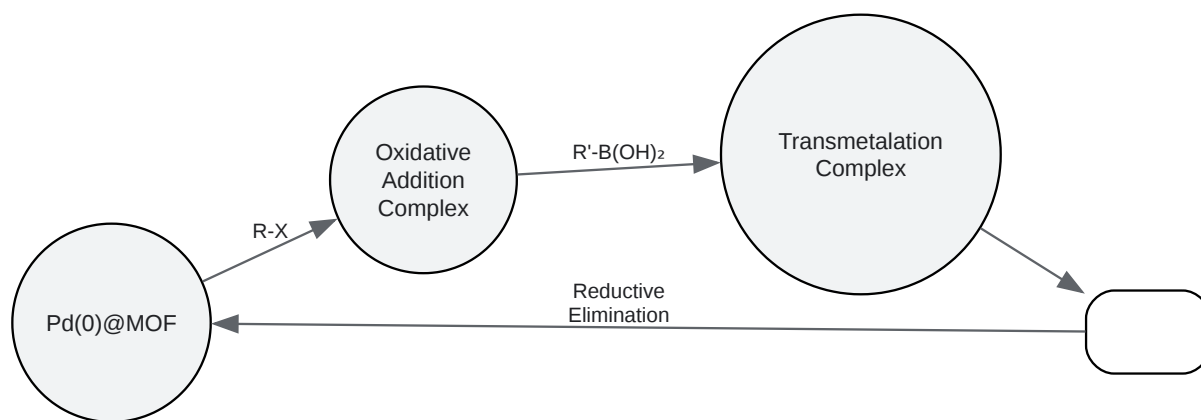 Oxidative
Addition
Complex
R'-B(OH)₂
Transmetalation
Complex
R-X
Pd(0)@MOF
Reductive
Elimination